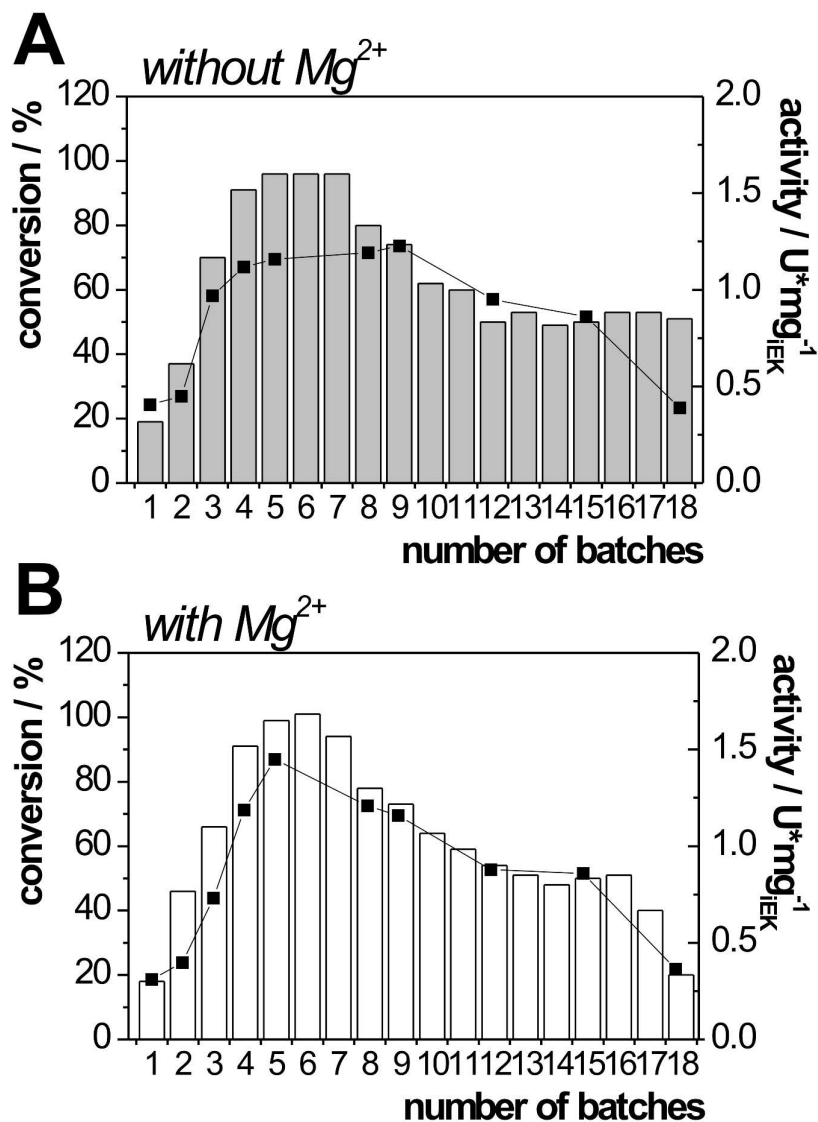 A
without Mg²⁺
120
100
80
60
40
20
0
conversion / %
2.0
1.5
1.0
0.5
0.0
activity / U*mg⁻¹ iEK
1 2 3 4 5 6 7 8 9 10 11 12 13 14 15 16 17 18
number of batches
B
with Mg²⁺
120
100
80
60
40
20
0
conversion / %
2.0
1.5
1.0
0.5
0.0
activity / U*mg⁻¹ iEK
1 2 3 4 5 6 7 8 9 10 11 12 13 14 15 16 17 18
number of batches